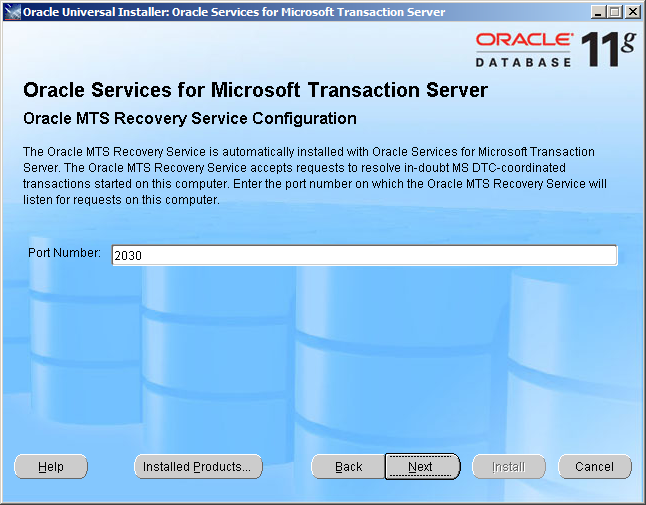 Oracle Universal Installer: Oracle Services for Microsoft Transaction Server
ORACLE
DATABASE 11g
Oracle Services for Microsoft Transaction Server
Oracle MTS Recovery Service Configuration
The Oracle MTS Recovery Service is automatically installed with Oracle Services for Microsoft Transaction
Server. The Oracle MTS Recovery Service accepts requests to resolve in-doubt MS DTC-coordinated
transactions started on this computer. Enter the port number on which the Oracle MTS Recovery Service will
listen for requests on this computer.
Port Number: 2030
Help Installed Products... Back Next Install Cancel